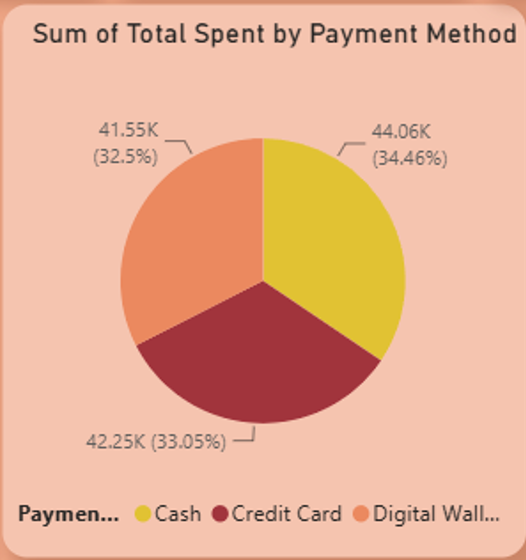 Sum of Total Spent by Payment Method
41.55K
(32.5%)
44.06K
(34.46%)
42.25K (33.05%)
Paymen... Cash Credit Card Digital Wall...